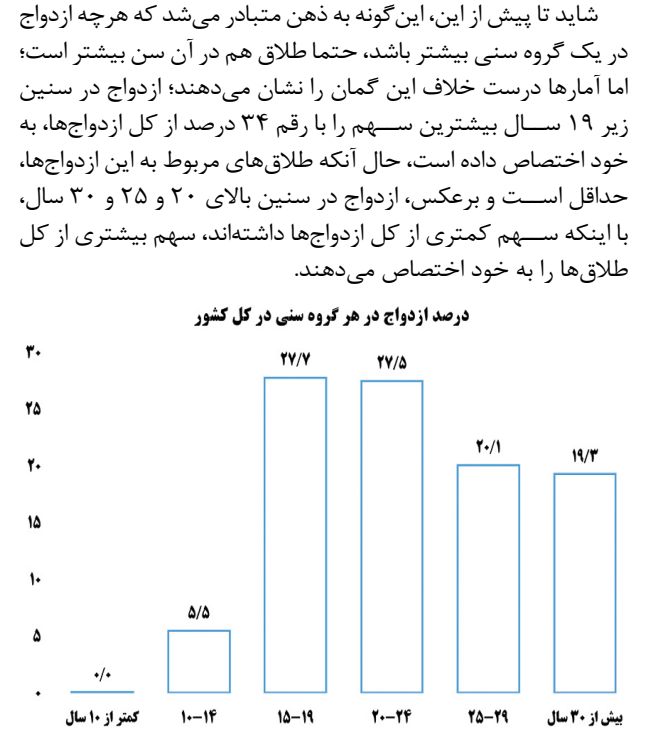 شاید تا پیش از این، این‌گونه به ذهن متبادر می‌شد که هرچه ازدواج
در یک گروه سنی بیشتر باشد، حتما طلاق هم در آن سن بیشتر است؛
اما آمارها درست خلاف این گمان را نشان می‌دهند؛ ازدواج در سنین
زیر ۱۹ سال بیشترین سهم را با رقم ۳۴ درصد از کل ازدواج‌ها، به
خود اختصاص داده است، حال آنکه طلاق‌های مربوط به این ازدواج‌ها،
حداقل است و برعکس، ازدواج در سنین بالای ۲۰ و ۲۵ و ۳۰ سال،
با اینکه سهم کمتری از کل ازدواج‌ها داشته‌اند، سهم بیشتری از کل
طلاق‌ها را به خود اختصاص می‌دهند.
درصد ازدواج در هر گروه سنی در کل کشور
۳۰
۲۵
۲۰
۱۵
۱۰
۵
۰
۰/۰
۵/۵
۲۷/۷
۲۷/۵
۲۰/۱
۱۹/۳
کمتر از ۱۰ سال
۱۰-۱۴
۱۵-۱۹
۲۰-۲۴
۲۵-۲۹
بیش از ۳۰ سال